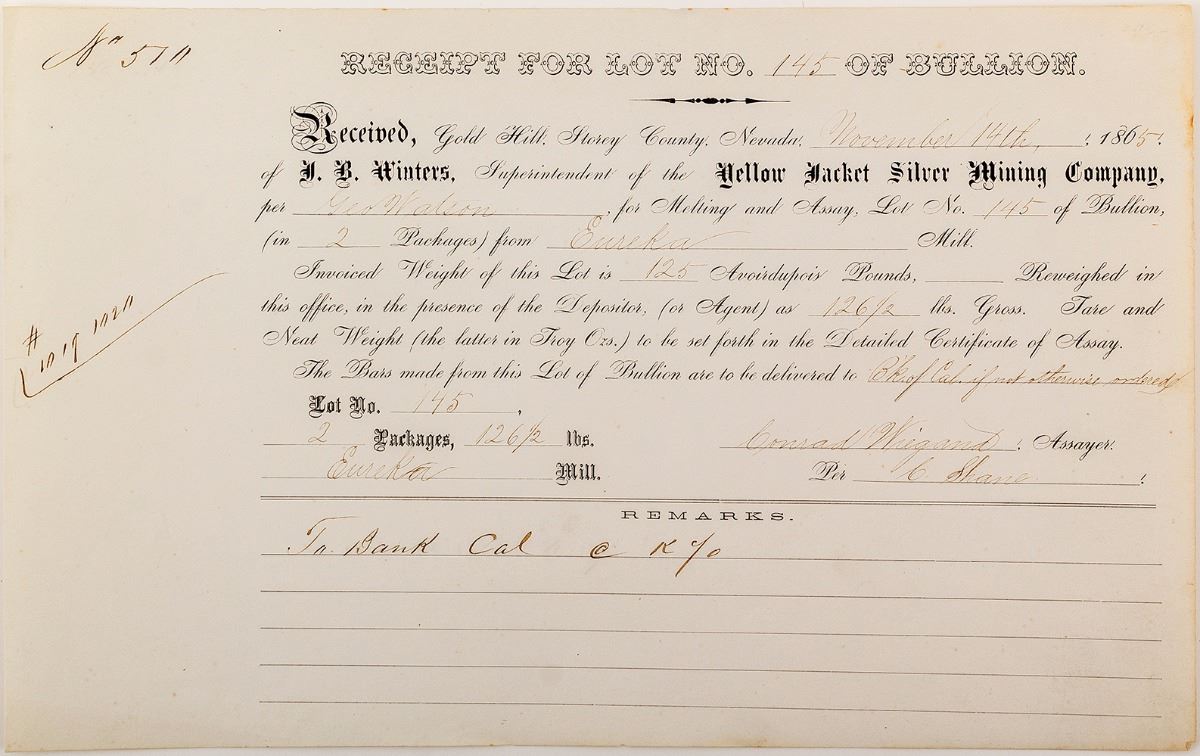 RECEIPT FOR LOT NO. 145 OF BULLION.
Received, Gold Hill, Storey County, Nevada, November 14th, 1865.
of J. B. Winters, Superintendent of the Yellow Jacket Silver Mining Company,
per Geo Watson, for Melting and Assay, Lot No. 145 of Bullion,
(in 2 Packages) from Eureka Mill.
Invoiced Weight of this Lot is 125 Avoirdupois Pounds, Reweighed in
this office, in the presence of the Depositor, (or Agent) as 126 1/2 lbs. Gross. Tare and
Neat Weight (the latter in Troy Ozs.) to be set forth in the Detailed Certificate of Assay.
The Bars made from this Lot of Bullion are to be delivered to Bk. of Cal. if not otherwise ordered
Lot No. 145,
2 Packages, 126 1/2 lbs.
Conrad Wiegand, Assayer.
Eureka Mill.
Per C. Shane
REMARKS.
To. Bank Cal